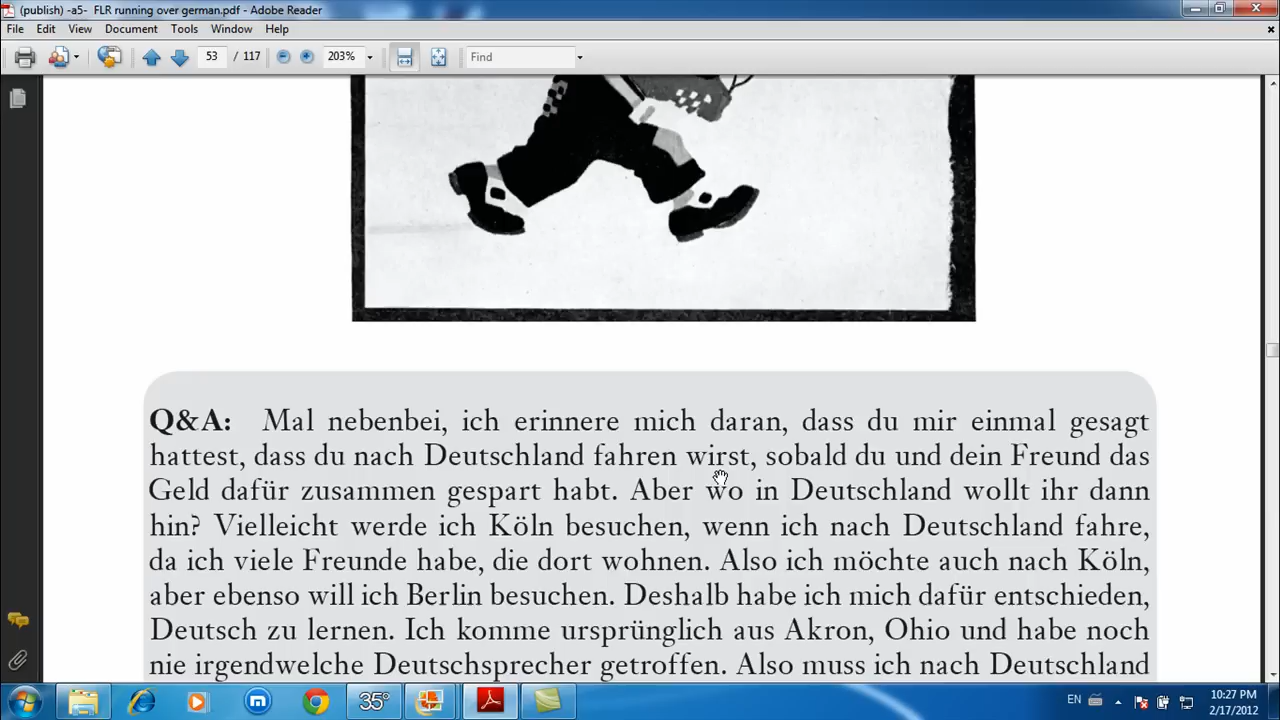 (publish) -a5- FLR running over german.pdf - Adobe Reader
File Edit View Document Tools Window Help
53 / 117 203% Find
Q&A: Mal nebenbei, ich erinnere mich daran, dass du mir einmal gesagt
hattest, dass du nach Deutschland fahren wirst, sobald du und dein Freund das
Geld dafür zusammen gespart habt. Aber wo in Deutschland wollt ihr dann
hin? Vielleicht werde ich Köln besuchen, wenn ich nach Deutschland fahre,
da ich viele Freunde habe, die dort wohnen. Also ich möchte auch nach Köln,
aber ebenso will ich Berlin besuchen. Deshalb habe ich mich dafür entschieden,
Deutsch zu lernen. Ich komme ursprünglich aus Akron, Ohio und habe noch
nie irgendwelche Deutschsprecher getroffen. Also muss ich nach Deutschland
35° EN 10:27 PM
2/17/2012